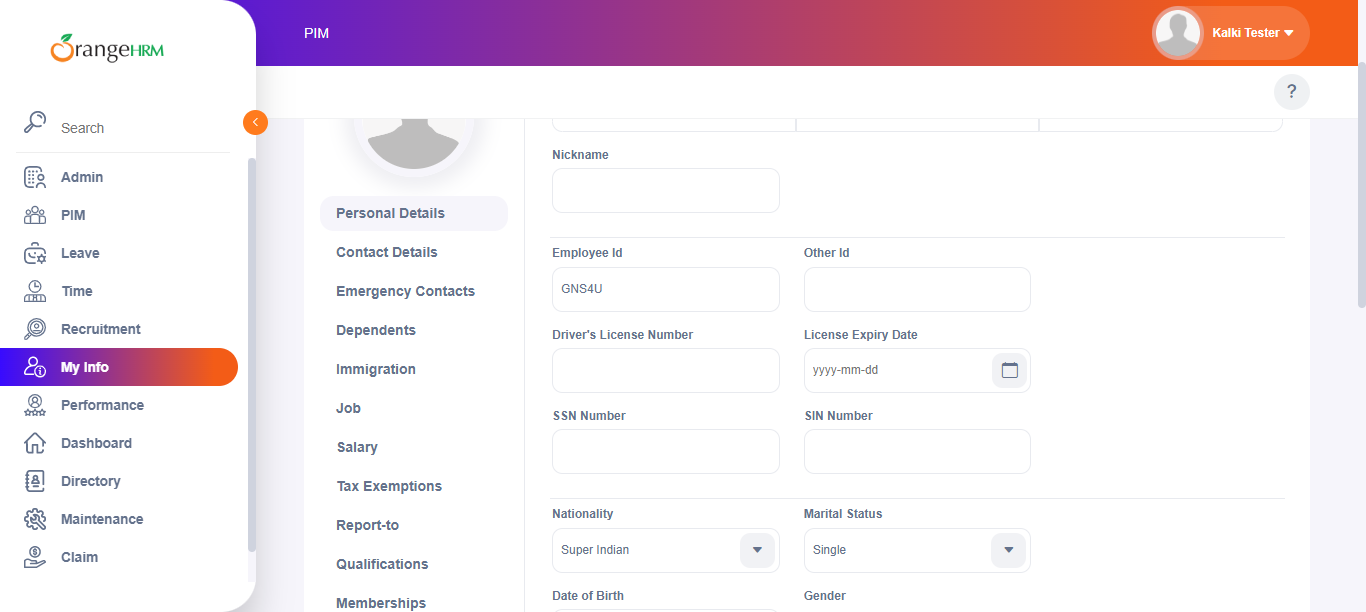 OrangeHRM
PIM
Kalki Tester
?
Search
Admin
PIM
Leave
Time
Recruitment
My Info
Performance
Dashboard
Directory
Maintenance
Claim
Personal Details
Contact Details
Emergency Contacts
Dependents
Immigration
Job
Salary
Tax Exemptions
Report-to
Qualifications
Memberships
Nickname
Employee Id Other Id
GNS4U
Driver's License Number License Expiry Date
yyyy-mm-dd
SSN Number SIN Number
Nationality Marital Status
Super Indian Single
Date of Birth Gender